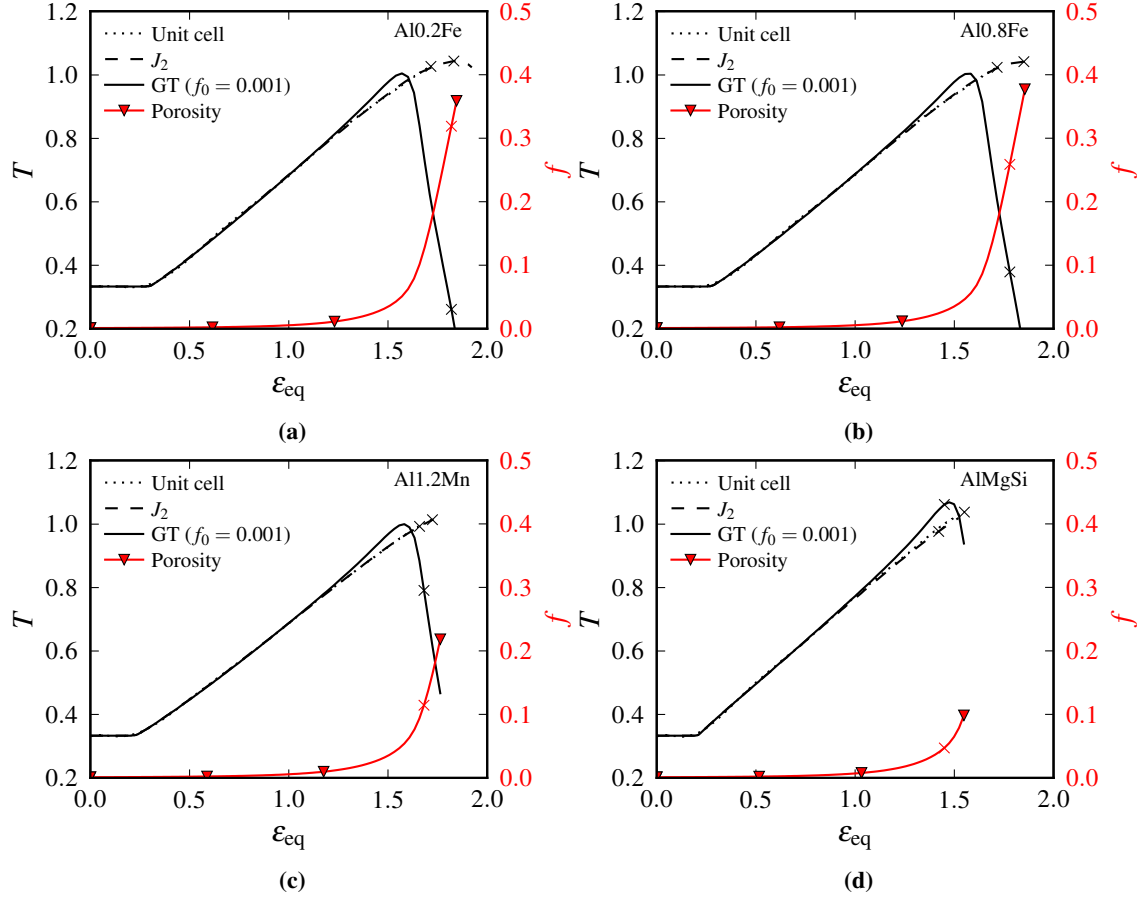 Al0.2Fe
Unit cell
J₂
GT (f₀ = 0.001)
Porosity
T
1.2
1.0
0.8
0.6
0.4
0.2
f
0.5
0.4
0.3
0.2
0.1
0.0
0.0 0.5 1.0 1.5 2.0
εeq
(a)
Al0.8Fe
Unit cell
J₂
GT (f₀ = 0.001)
Porosity
T
1.2
1.0
0.8
0.6
0.4
0.2
f
0.5
0.4
0.3
0.2
0.1
0.0
0.0 0.5 1.0 1.5 2.0
εeq
(b)
Al1.2Mn
Unit cell
J₂
GT (f₀ = 0.001)
Porosity
T
1.2
1.0
0.8
0.6
0.4
0.2
f
0.5
0.4
0.3
0.2
0.1
0.0
0.0 0.5 1.0 1.5 2.0
εeq
(c)
AlMgSi
Unit cell
J₂
GT (f₀ = 0.001)
Porosity
T
1.2
1.0
0.8
0.6
0.4
0.2
f
0.5
0.4
0.3
0.2
0.1
0.0
0.0 0.5 1.0 1.5 2.0
εeq
(d)